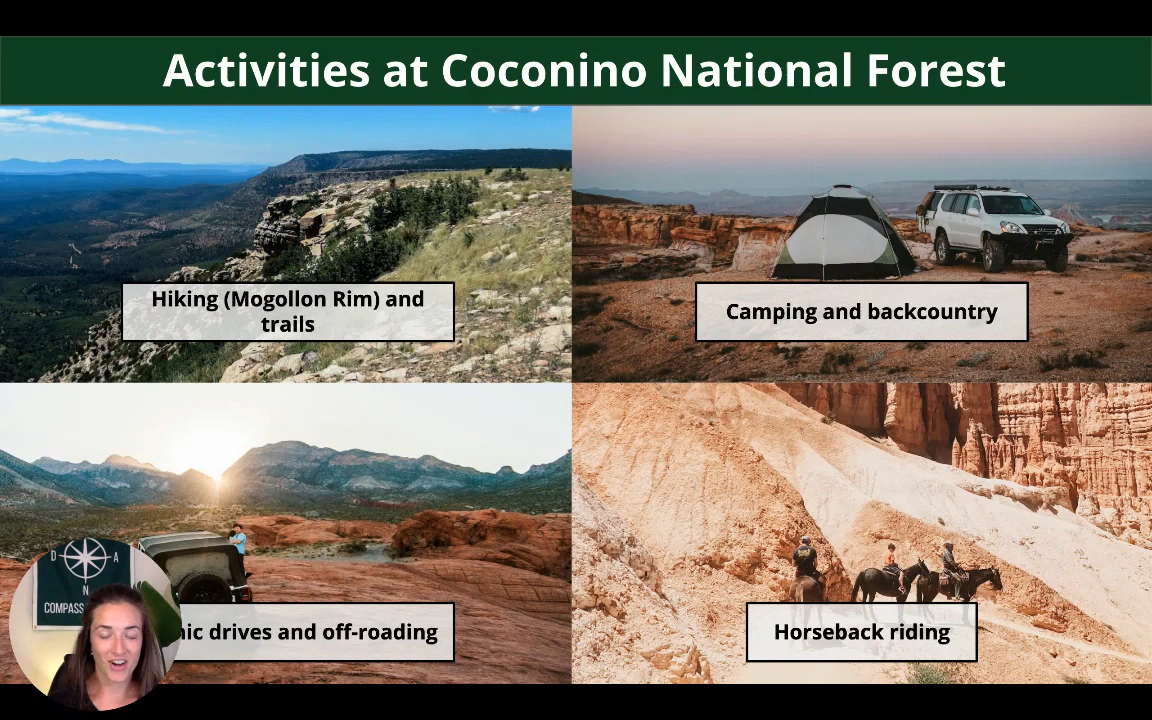 Activities at Coconino National Forest
Hiking (Mogollon Rim) and
trails
Camping and backcountry
D A
N
COMPASS
drives and off-roading
Horseback riding